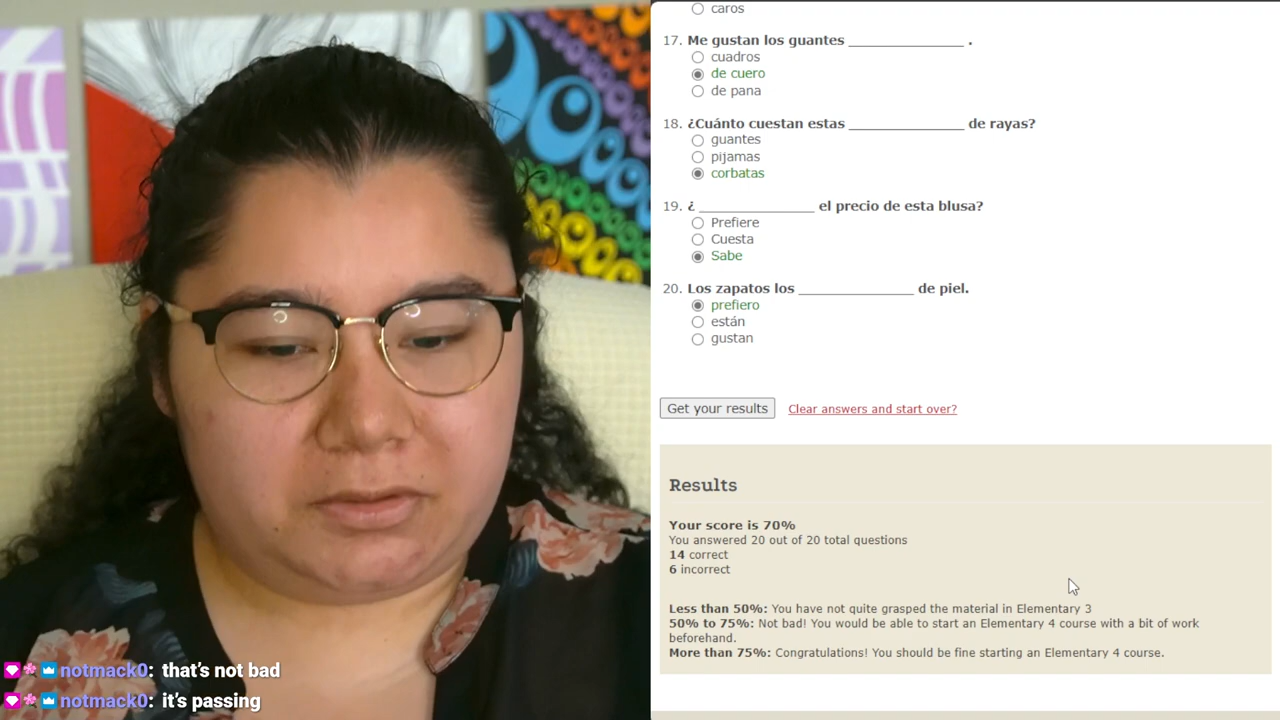 caros
17. Me gustan los guantes ________________ .
cuadros
de cuero
de pana
18. ¿Cuánto cuestan estas ________________ de rayas?
guantes
pijamas
corbatas
19. ¿ ________________ el precio de esta blusa?
Prefiere
Cuesta
Sabe
20. Los zapatos los ________________ de piel.
prefiero
están
gustan
Get your results Clear answers and start over?
Results
Your score is 70%
You answered 20 out of 20 total questions
14 correct
6 incorrect
Less than 50%: You have not quite grasped the material in Elementary 3
50% to 75%: Not bad! You would be able to start an Elementary 4 course with a bit of work
beforehand.
More than 75%: Congratulations! You should be fine starting an Elementary 4 course.
notmack0: that's not bad
notmack0: it's passing